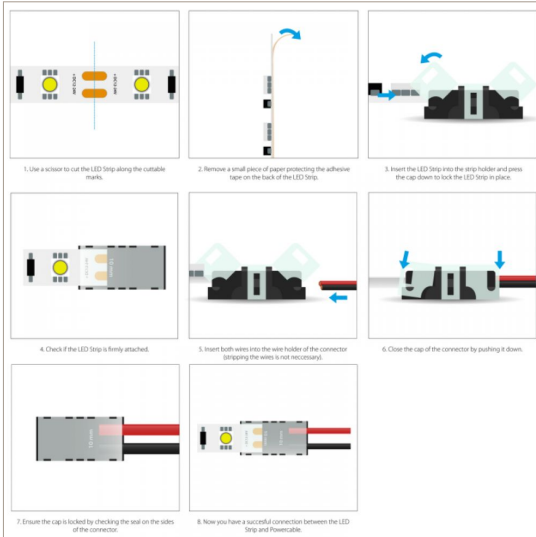 1. Use a scissor to cut the LED Strip along the cuttable
marks.
2. Remove a small piece of paper protecting the adhesive
tape on the back of the LED Strip.
3. Insert the LED Strip into the strip holder and press
the cap down to lock the LED Strip in place.
4. Check if the LED Strip is firmly attached.
5. Insert both wires into the wire holder of the connector
(stripping the wires is not neccessary).
6. Close the cap of the connector by pushing it down.
7. Ensure the cap is locked by checking the seal on the sides
of the connector.
8. Now you have a succesful connection between the LED
Strip and Powercable.